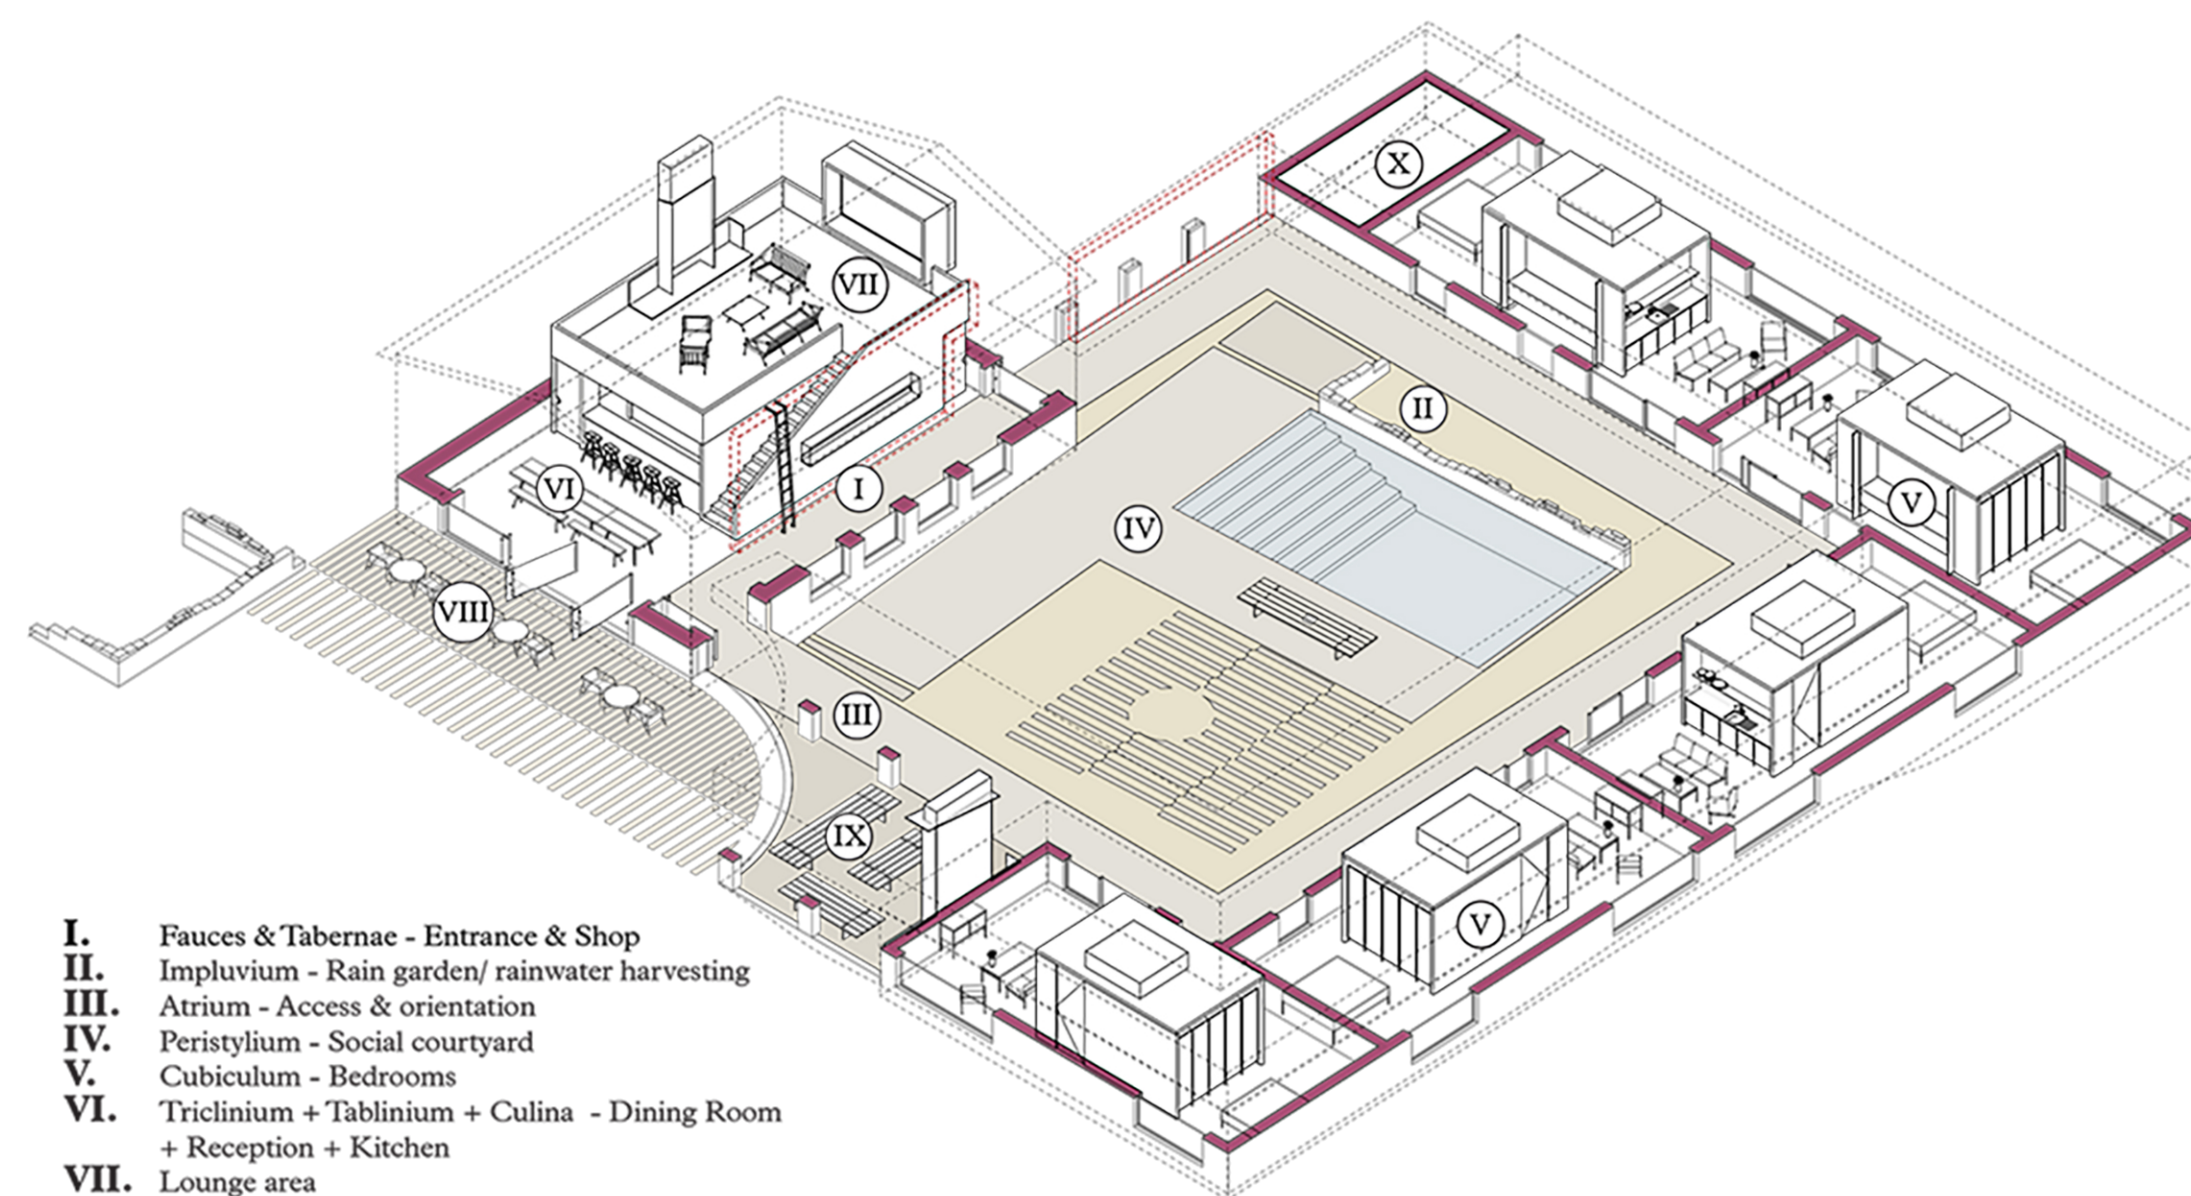 X
VII
II
VI
I
V
IV
VIII
III
IX
V
I. Fauces & Tabernae - Entrance & Shop
II. Impluvium - Rain garden/ rainwater harvesting
III. Atrium - Access & orientation
IV. Peristylium - Social courtyard
V. Cubiculum - Bedrooms
VI. Triclinium + Tablinium + Culina - Dining Room
+ Reception + Kitchen
VII. Lounge area